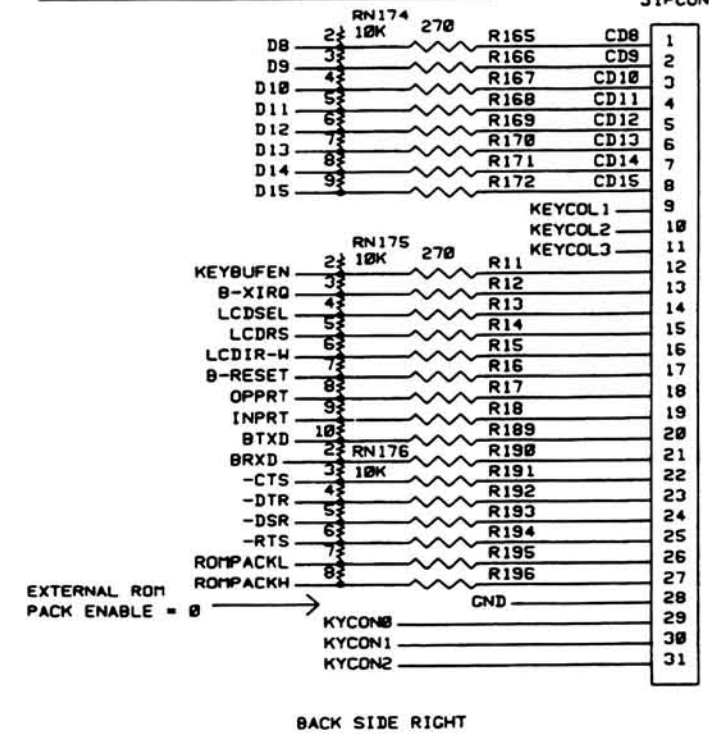 31PCON
RN174
10K 270
D8 2 R165 CD8 1
D9 3 R166 CD9 2
D10 4 R167 CD10 3
D11 5 R168 CD11 4
D12 6 R169 CD12 5
D13 7 R170 CD13 6
D14 8 R171 CD14 7
D15 9 R172 CD15 8
KEYCOL1 9
KEYCOL2 10
KEYCOL3 11
RN175
10K 270
KEYBUFEN 2 R11 12
B-XIRQ 3 R12 13
LCDSEL 4 R13 14
LCDRS 5 R14 15
LCDIR-W 6 R15 16
B-RESET 7 R16 17
OPPRT 8 R17 18
INPRT 9 R18 19
BTXD 10 R189 20
BRXD 2 RN176 R190 21
-CTS 3 10K R191 22
-DTR 4 R192 23
-DSR 5 R193 24
-RTS 6 R194 25
ROMPACKL 7 R195 26
ROMPACKH 8 R196 27
EXTERNAL ROM
PACK ENABLE = 0
GND 28
KYCON0 29
KYCON1 30
KYCON2 31
BACK SIDE RIGHT